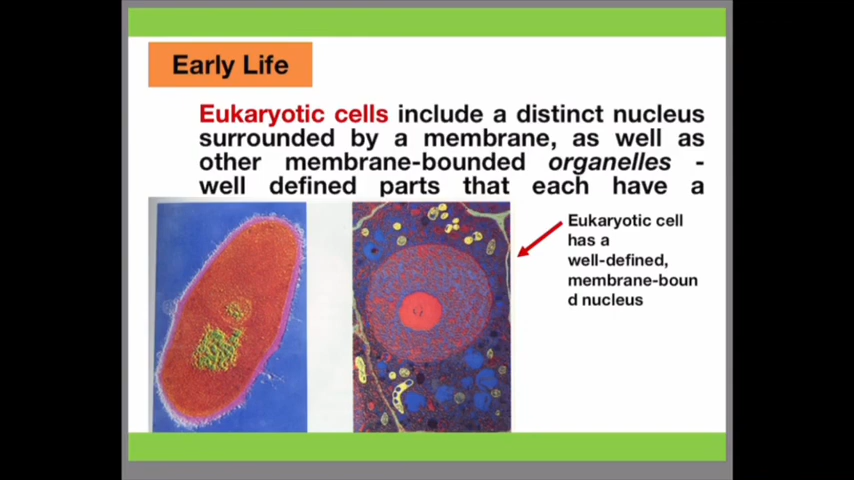 Early Life
Eukaryotic cells include a distinct nucleus
surrounded by a membrane, as well as
other membrane-bounded organelles -
well defined parts that each have a
Eukaryotic cell
has a
well-defined,
membrane-boun
d nucleus